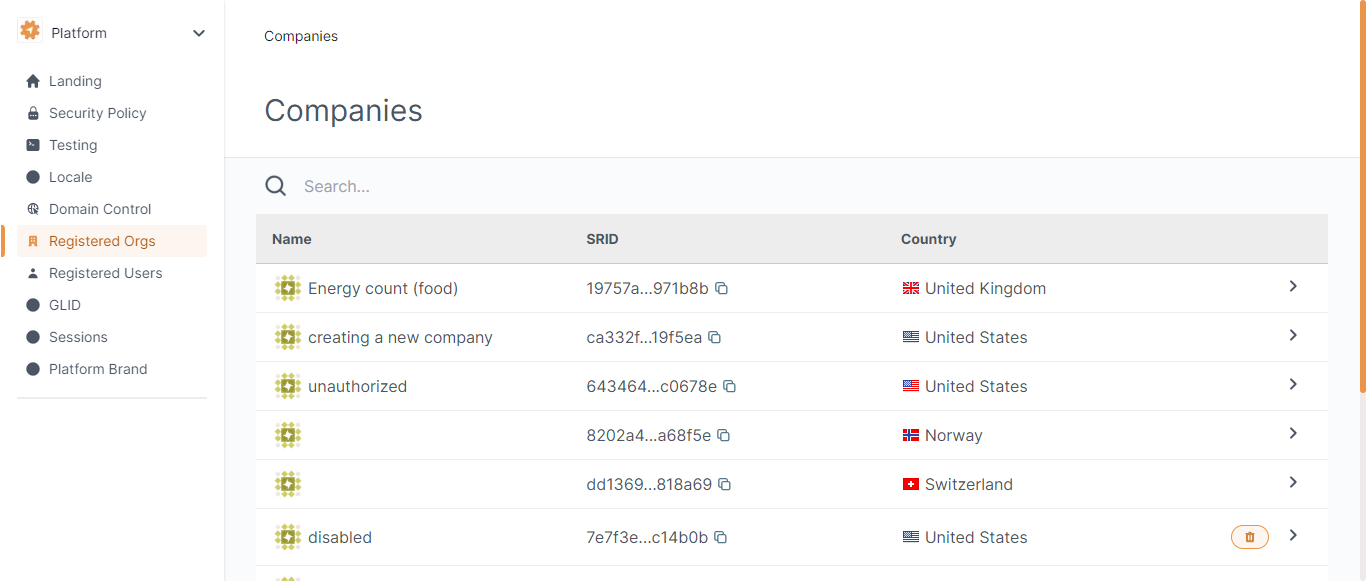 Platform
Landing
Security Policy
Testing
Locale
Domain Control
Registered Orgs
Registered Users
GLID
Sessions
Platform Brand
Companies
Companies
Search...
Name SRID Country
Energy count (food) 19757a...971b8b United Kingdom
creating a new company ca332f...19f5ea United States
unauthorized 643464...c0678e United States
8202a4...a68f5e Norway
dd1369...818a69 Switzerland
disabled 7e7f3e...c14b0b United States